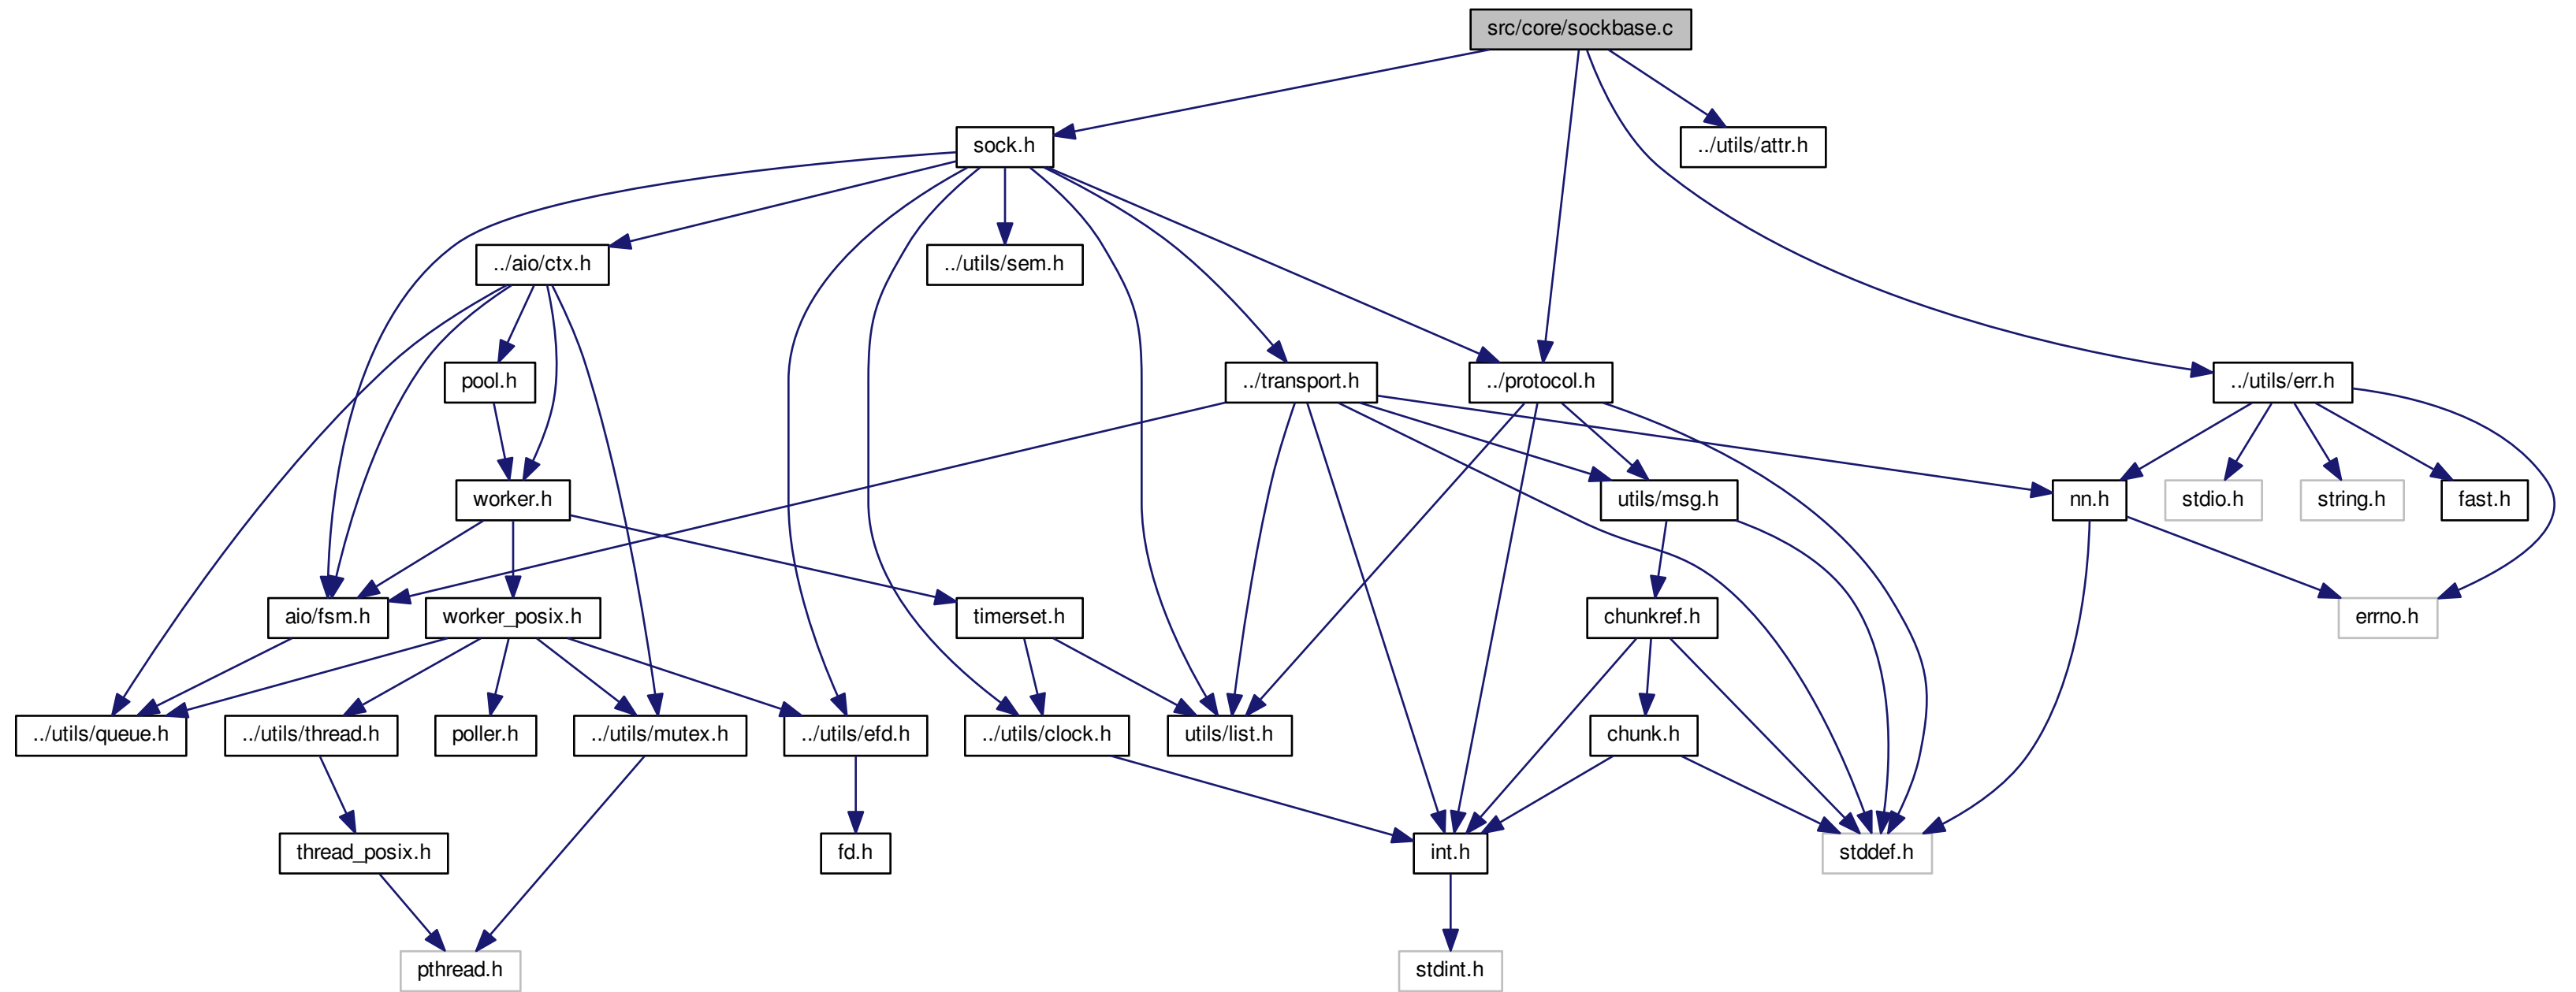 src/core/sockbase.c
sock.h
../utils/attr.h
../aio/ctx.h
../utils/sem.h
pool.h
../transport.h
../protocol.h
../utils/err.h
worker.h
utils/msg.h
nn.h
stdio.h
string.h
fast.h
aio/fsm.h
worker_posix.h
timerset.h
chunkref.h
errno.h
../utils/queue.h
../utils/thread.h
poller.h
../utils/mutex.h
../utils/efd.h
../utils/clock.h
utils/list.h
chunk.h
thread_posix.h
fd.h
int.h
stddef.h
pthread.h
stdint.h